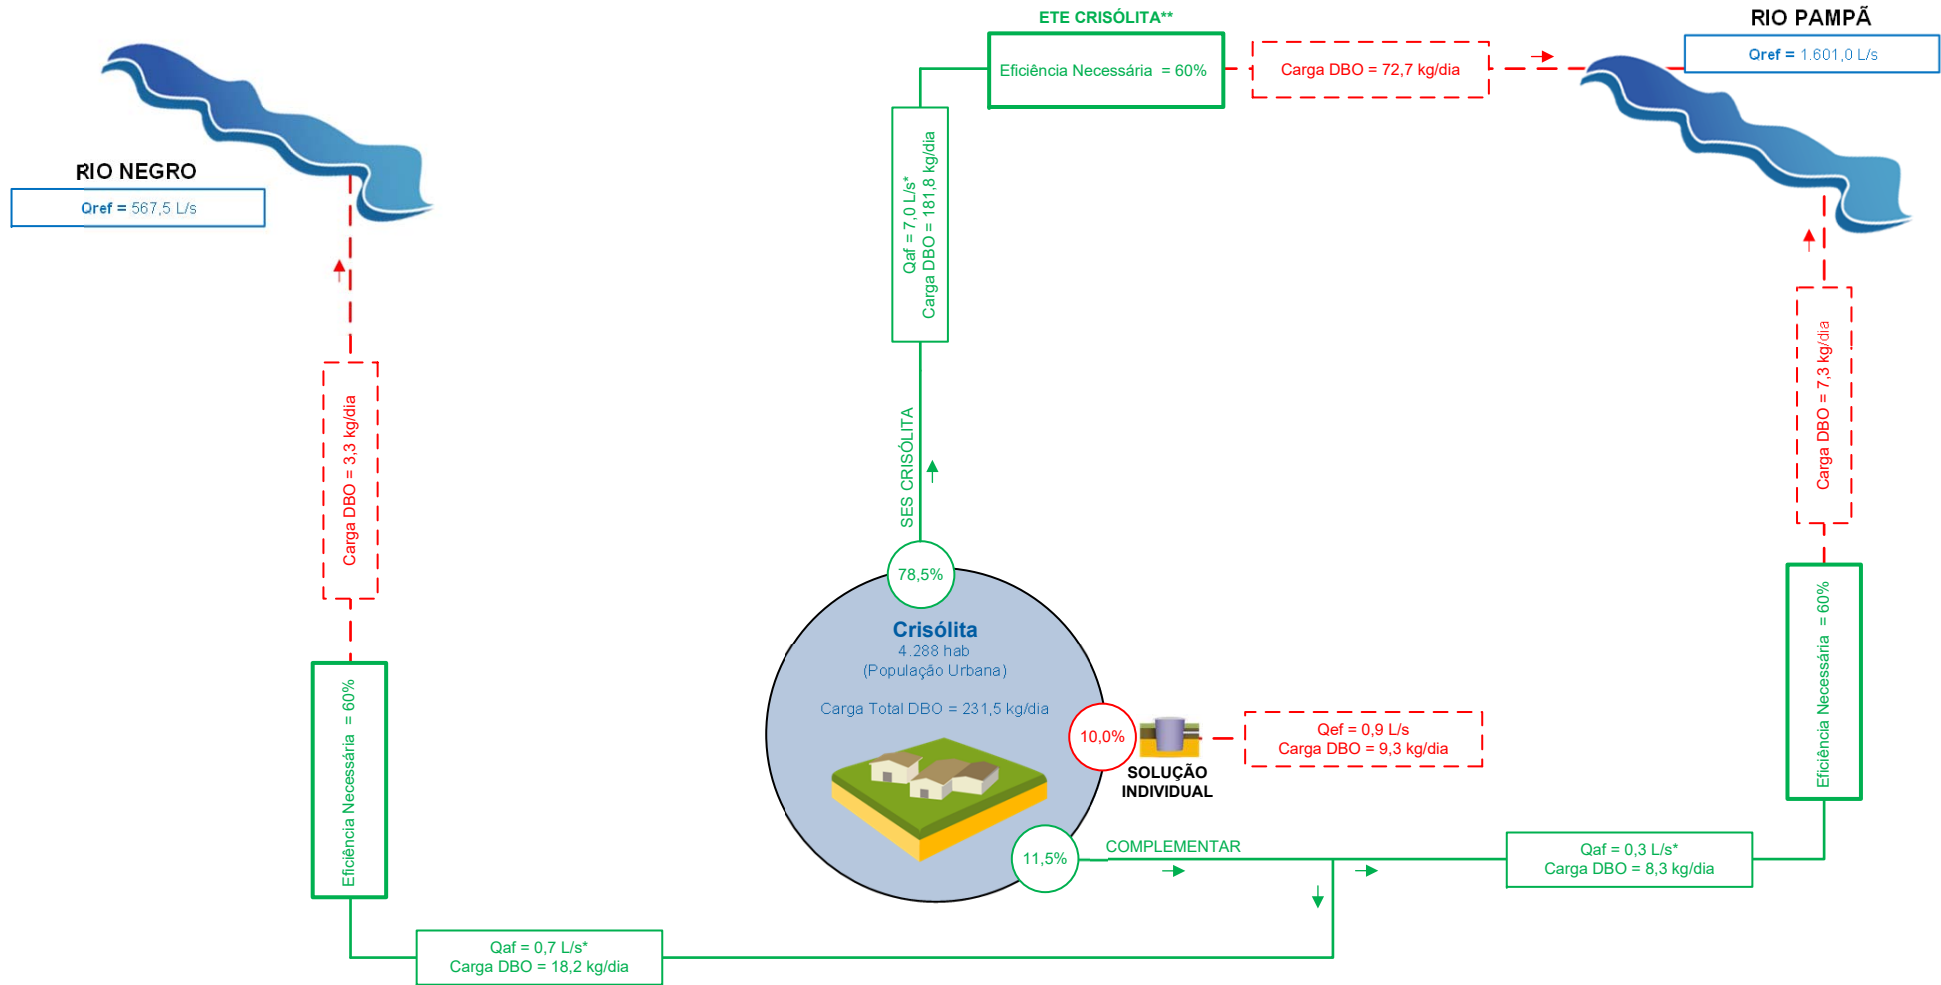 ETE CRISÓLITA**
Eficiência Necessária = 60%
Carga DBO = 72,7 kg/dia
RIO PAMPÃ
Qref = 1.601,0 L/s
RIO NEGRO
Qref = 567,5 L/s
Qaf = 7,0 L/s*
Carga DBO = 181,8 kg/dia
SES CRISÓLITA
Carga DBO = 3,3 kg/dia
Carga DBO = 7,3 kg/dia
78,5%
Crisólita
4.288 hab
(População Urbana)
Carga Total DBO = 231,5 kg/dia
10,0%
SOLUÇÃO
INDIVIDUAL
Qef = 0,9 L/s
Carga DBO = 9,3 kg/dia
Eficiência Necessária = 60%
Eficiência Necessária = 60%
11,5%
COMPLEMENTAR
Qaf = 0,3 L/s*
Carga DBO = 8,3 kg/dia
Qaf = 0,7 L/s*
Carga DBO = 18,2 kg/dia